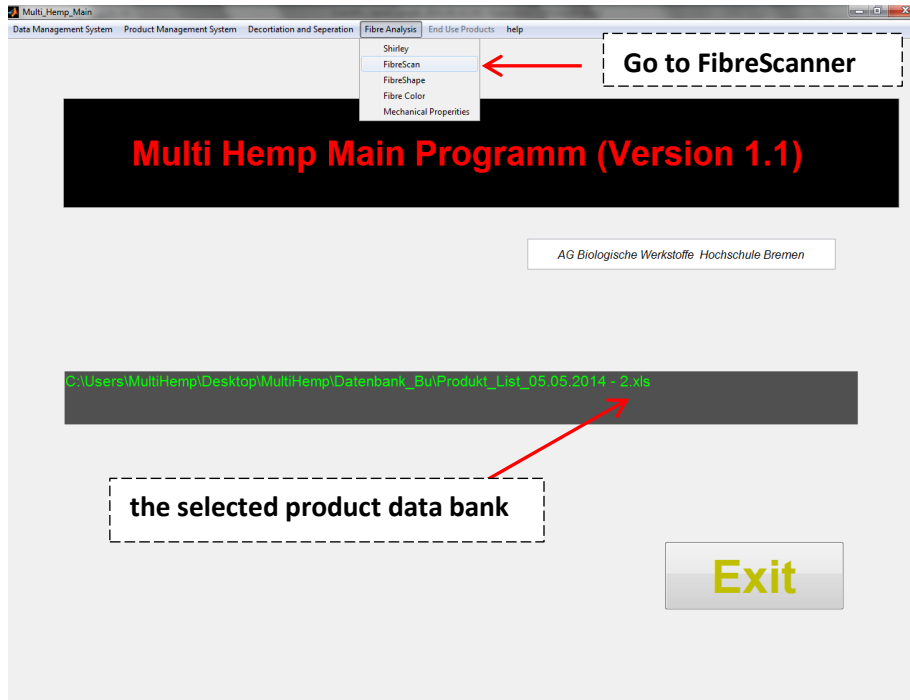 Multi_Hemp_Main
Data Management System Product Management System Decortiation and Seperation Fibre Analysis End Use Products help
Shirley
FibreScan
FibreShape
Fibre Color
Mechanical Properities
Go to FibreScanner
Multi Hemp Main Programm (Version 1.1)
AG Biologische Werkstoffe Hochschule Bremen
C:\Users\MultiHemp\Desktop\MultiHemp\Datenbank_Bu\Produkt_List_05.05.2014 - 2.xls
the selected product data bank
Exit